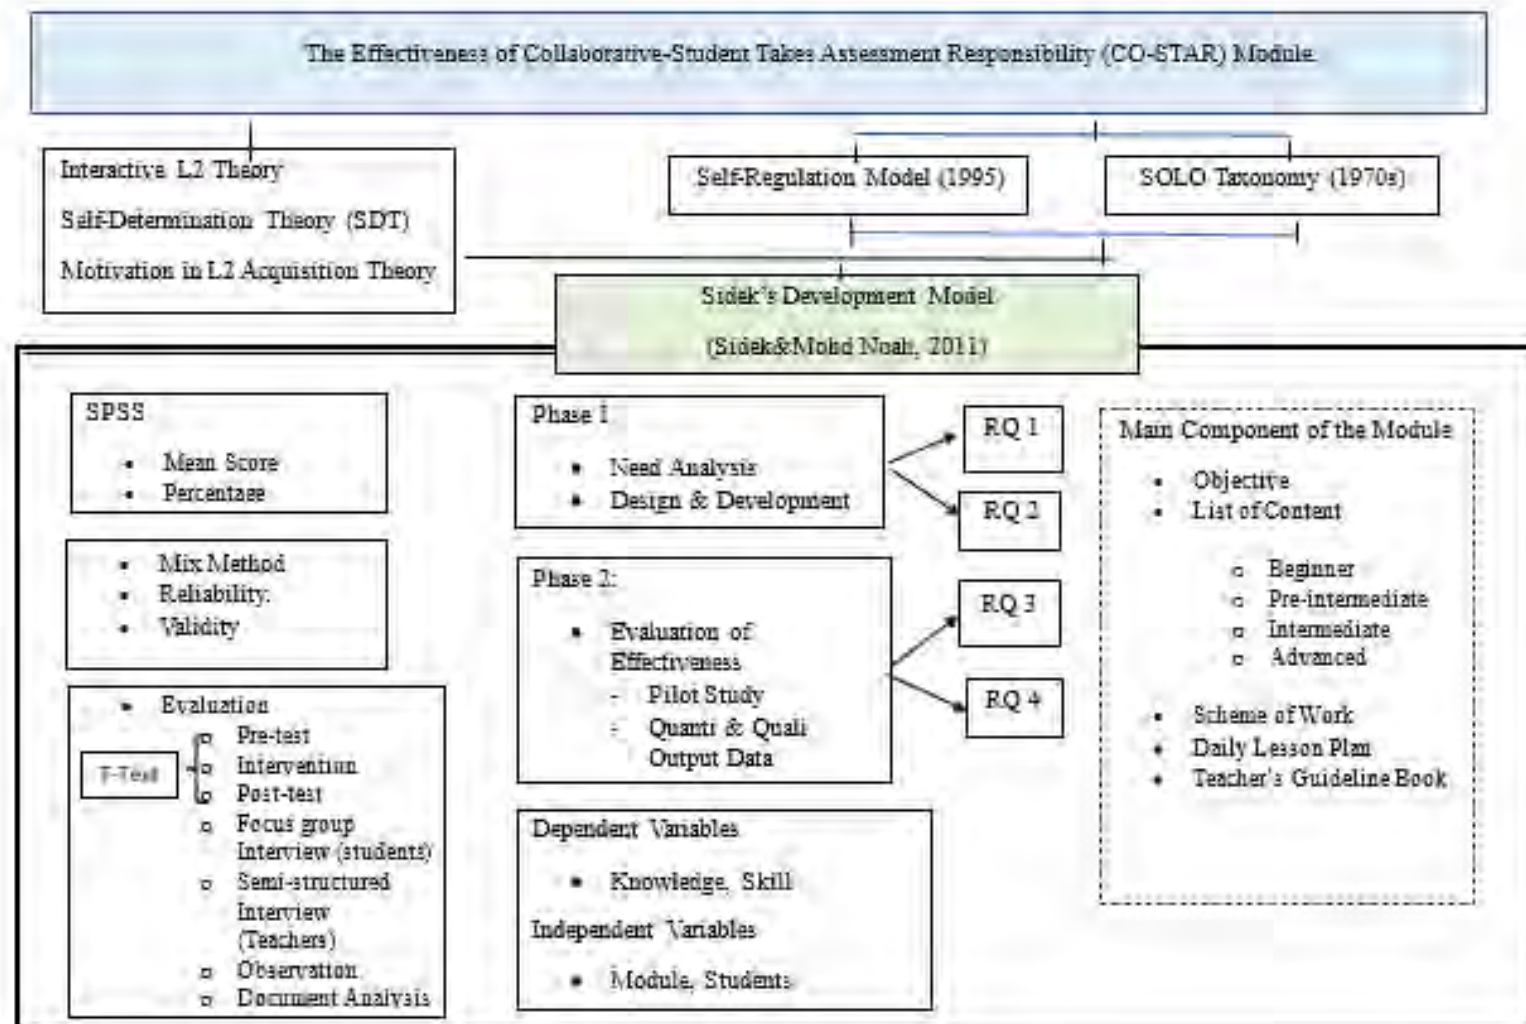 The Effectiveness of Collaborative-Student Takes Assessment Responsibility (CO-STAR) Module
Interactive L2 Theory
Self-Determination Theory (SDT)
Motivation in L2 Acquisition Theory
Self-Regulation Model (1995)
SOLO Taxonomy (1970s)
Sidek's Development Model
(Sidek&Mohd Noah, 2011)
SPSS
• Mean Score
• Percentage
• Mix Method
• Reliability.
• Validity
• Evaluation
Pre-test
Intervention
Post-test
Focus group
Interview (students)
Semi-structured
Interview
(Teachers)
Observation
Document Analysis
T-Test
Phase 1
• Need Analysis
• Design & Development
RQ 1
RQ 2
Phase 2:
• Evaluation of
Effectiveness
- Pilot Study
- Quanti & Quali
Output Data
RQ 3
RQ 4
Dependent Variables
• Knowledge, Skill
Independent Variables
• Module, Students
Main Component of the Module
• Objective
• List of Content
Beginner
Pre-intermediate
Intermediate
Advanced
• Scheme of Work
• Daily Lesson Plan
• Teacher's Guideline Book